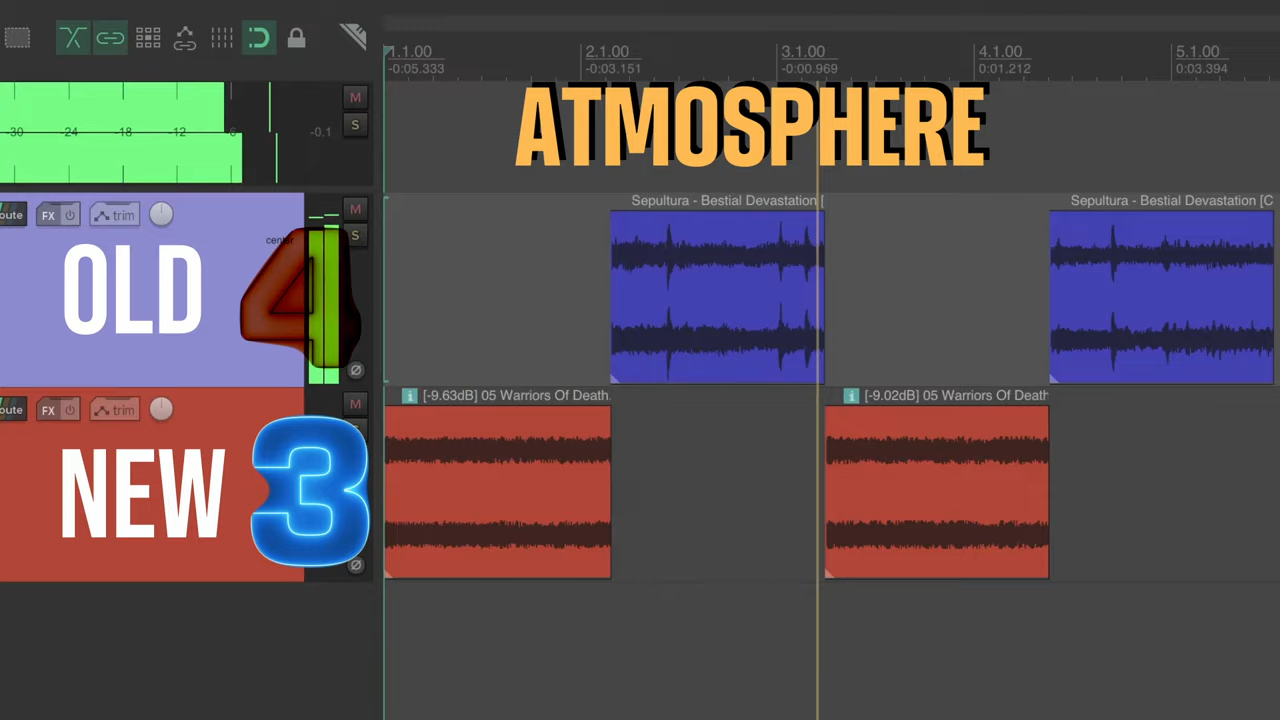 1.1.00 2.1.00 3.1.00 4.1.00 5.1.00
-0:05.333 -0:03.151 -0:00.969 0:01.212 0:03.394
ATMOSPHERE
M
-30 -24 -18 -12 6 -0.1
S
oute FX trim M
Sepultura - Bestial Devastation [ Sepultura - Bestial Devastation [C
center S
OLD 4
Ø
oute FX trim M
i [-9.63dB] 05 Warriors Of Death. i [-9.02dB] 05 Warriors Of Death
NEW 3
Ø